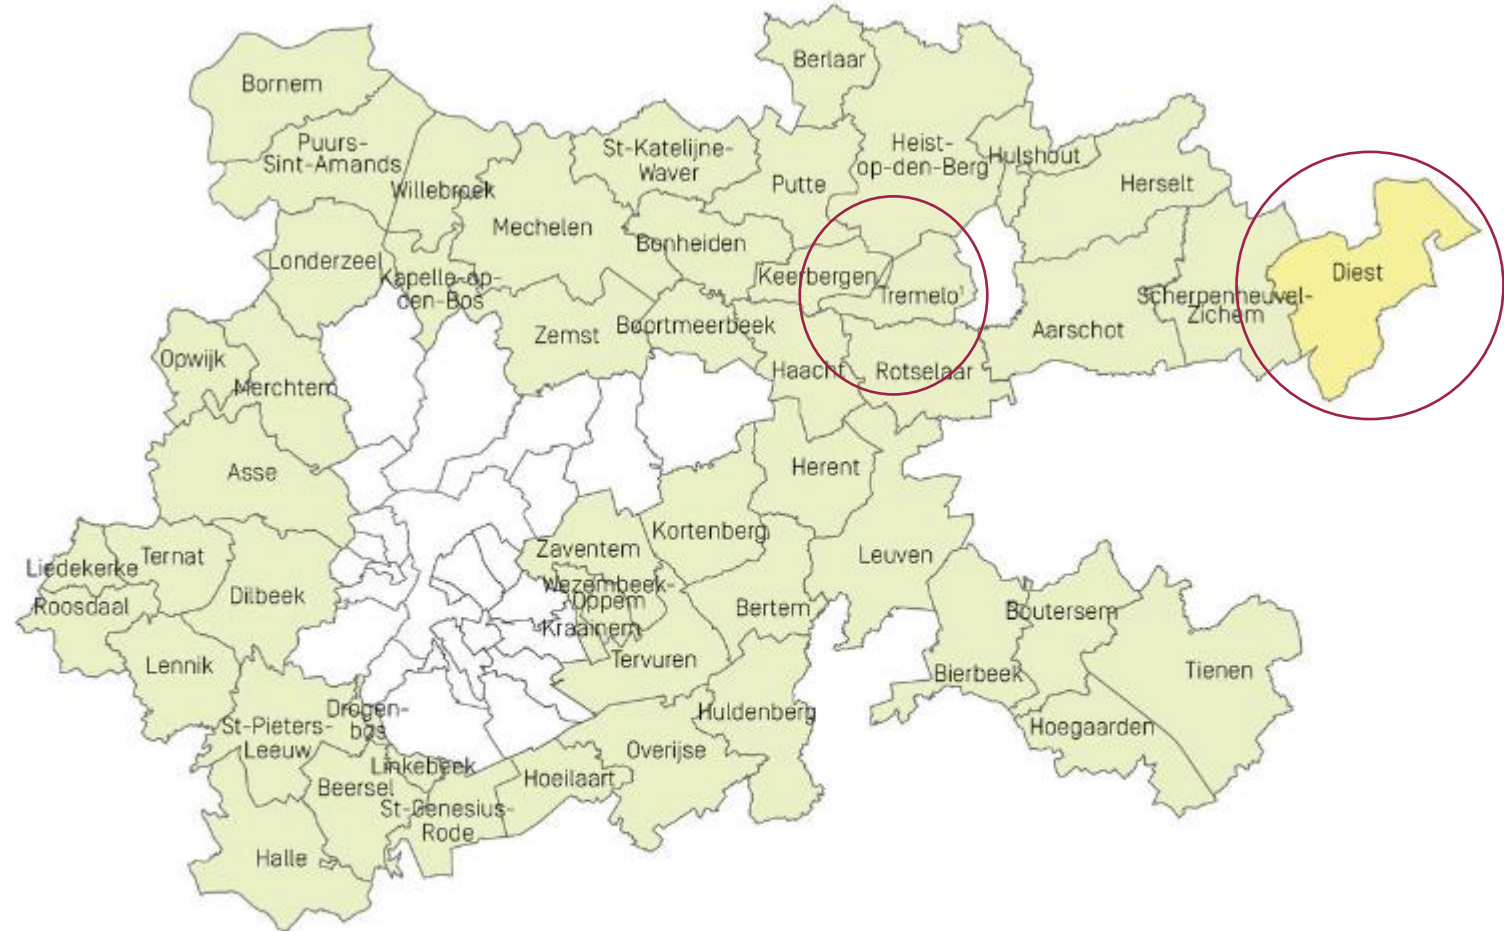 Berlaar
Bornem
Puurs-
Sint-Amands
Willebroek
St-Katelijne-
Waver
Putte
Heist-
op-den-Berg
Hulshout
Herselt
Mechelen
Bonheiden
Londerzeel
Kapelle-op-
den-Bos
Keerbergen
Tremelo¹
Diest
Scherpenheuvel-
Zichem
Zemst
Boortmeerbeek
Aarschot
Opwijk
Merchtem
Haacht
Rotselaar
Asse
Herent
Kortenberg
Zaventem
Leuven
Liedekerke
Ternat
Roosdaal
Dilbeek
Wezembeek-
Oppem
Kraainem
Bertem
Boutersem
Lennik
Tervuren
Bierbeek
Tienen
Drogen-
bos
St-Pieters-
Leeuw
Huldenberg
Hoegaarden
Overijse
Linkebeek
Beersel
Hoeilaart
St-Genesius-
Rode
Halle